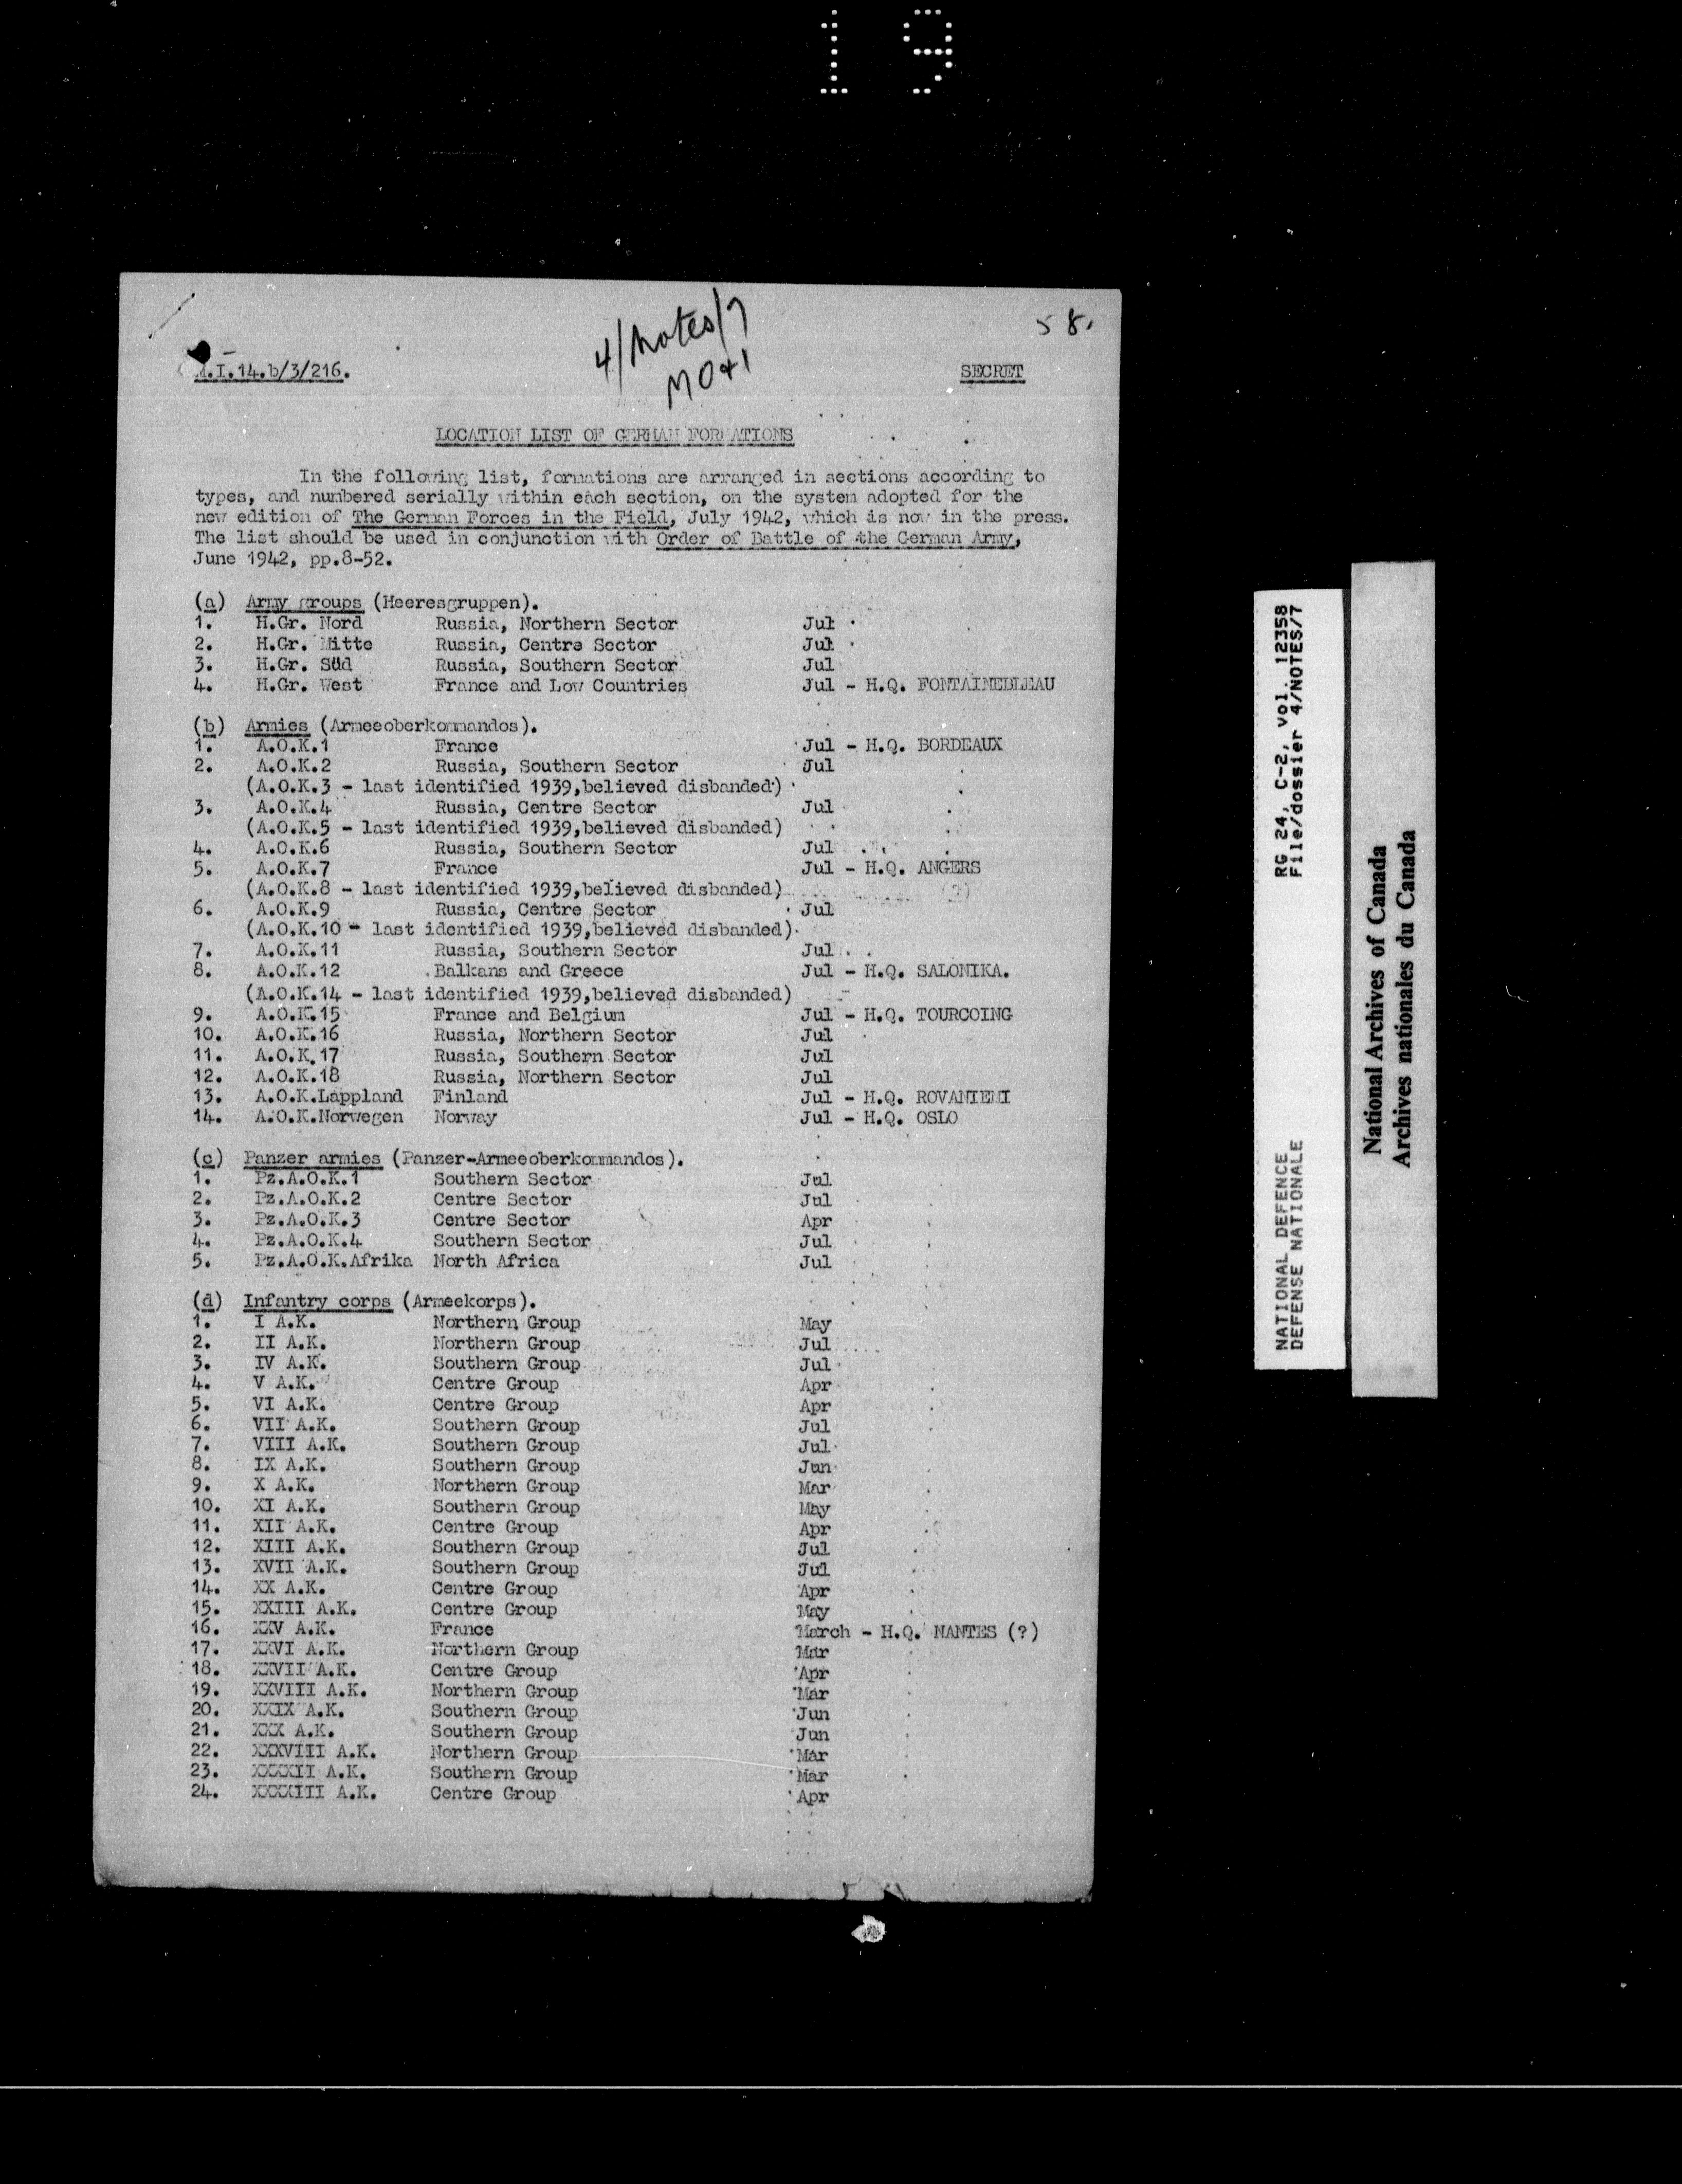 19
4/Notes/7
MO&1
58.
M.I.14.b/3/216.
SECRET
LOCATION LIST OF GERMAN FORMATIONS
In the following list, formations are arranged in sections according to
types, and numbered serially within each section, on the system adopted for the
new edition of The German Forces in the Field, July 1942, which is now in the press.
The list should be used in conjunction with Order of Battle of the German Army,
June 1942, pp.8-52.
(a) Army groups (Heeresgruppen).
1. H.Gr. Nord Russia, Northern Sector Jul
2. H.Gr. Mitte Russia, Centre Sector Jul
3. H.Gr. Süd Russia, Southern Sector Jul
4. H.Gr. West France and Low Countries Jul - H.Q. FONTAINEBLEAU
(b) Armies (Armeeoberkommandos).
1. A.O.K.1 France Jul - H.Q. BORDEAUX
2. A.O.K.2 Russia, Southern Sector Jul
(A.O.K.3 - last identified 1939,believed disbanded)
3. A.O.K.4 Russia, Centre Sector Jul
(A.O.K.5 - last identified 1939,believed disbanded)
4. A.O.K.6 Russia, Southern Sector Jul
5. A.O.K.7 France Jul - H.Q. ANGERS
(A.O.K.8 - last identified 1939,believed disbanded) (?)
6. A.O.K.9 Russia, Centre Sector Jul
(A.O.K.10 - last identified 1939,believed disbanded).
7. A.O.K.11 Russia, Southern Sector Jul
8. A.O.K.12 Balkans and Greece Jul - H.Q. SALONIKA.
(A.O.K.14 - last identified 1939,believed disbanded)
9. A.O.K.15 France and Belgium Jul - H.Q. TOURCOING
10. A.O.K.16 Russia, Northern Sector Jul
11. A.O.K.17 Russia, Southern Sector Jul
12. A.O.K.18 Russia, Northern Sector Jul
13. A.O.K.Lappland Finland Jul - H.Q. ROVANIEMI
14. A.O.K.Norwegen Norway Jul - H.Q. OSLO
(c) Panzer armies (Panzer-Armeeoberkommandos).
1. Pz.A.O.K.1 Southern Sector Jul
2. Pz.A.O.K.2 Centre Sector Jul
3. Pz.A.O.K.3 Centre Sector Apr
4. Pz.A.O.K.4 Southern Sector Jul
5. Pz.A.O.K.Afrika North Africa Jul
(d) Infantry corps (Armeekorps).
1. I A.K. Northern Group May
2. II A.K. Northern Group Jul
3. IV A.K. Southern Group Jul
4. V A.K. Centre Group Apr
5. VI A.K. Centre Group Apr
6. VII A.K. Southern Group Jul
7. VIII A.K. Southern Group Jul
8. IX A.K. Southern Group Jun
9. X A.K. Northern Group Mar
10. XI A.K. Southern Group May
11. XII A.K. Centre Group Apr
12. XIII A.K. Southern Group Jul
13. XVII A.K. Southern Group Jul
14. XX A.K. Centre Group Apr
15. XXIII A.K. Centre Group May
16. XXV A.K. France March - H.Q. NANTES (?)
17. XXVI A.K. Northern Group Mar
18. XXVII A.K. Centre Group Apr
19. XXVIII A.K. Northern Group Mar
20. XXIX A.K. Southern Group Jun
21. XXX A.K. Southern Group Jun
22. XXXVIII A.K. Northern Group Mar
23. XXXXII A.K. Southern Group Mar
24. XXXXIII A.K. Centre Group Apr
NATIONAL DEFENCE RG 24, C-2, vol. 12358
DEFENSE NATIONALE File/dossier 4/NOTES/7
National Archives of Canada
Archives nationales du Canada